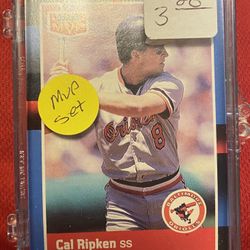 3 00
MVP
set
Orioles
8
Cal Ripken SS